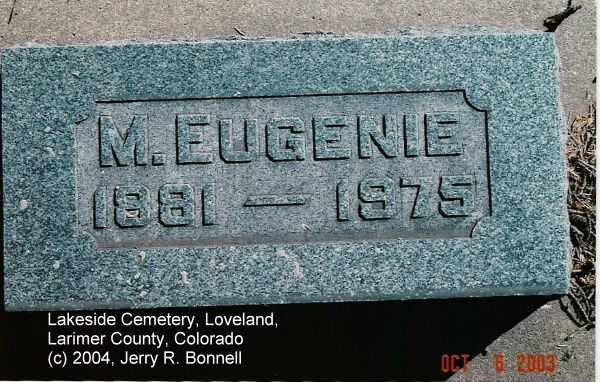 M. EUGENIE
1881 — 1975
Lakeside Cemetery, Loveland,
Larimer County, Colorado
(c) 2004, Jerry R. Bonnell
OCT 6 2003